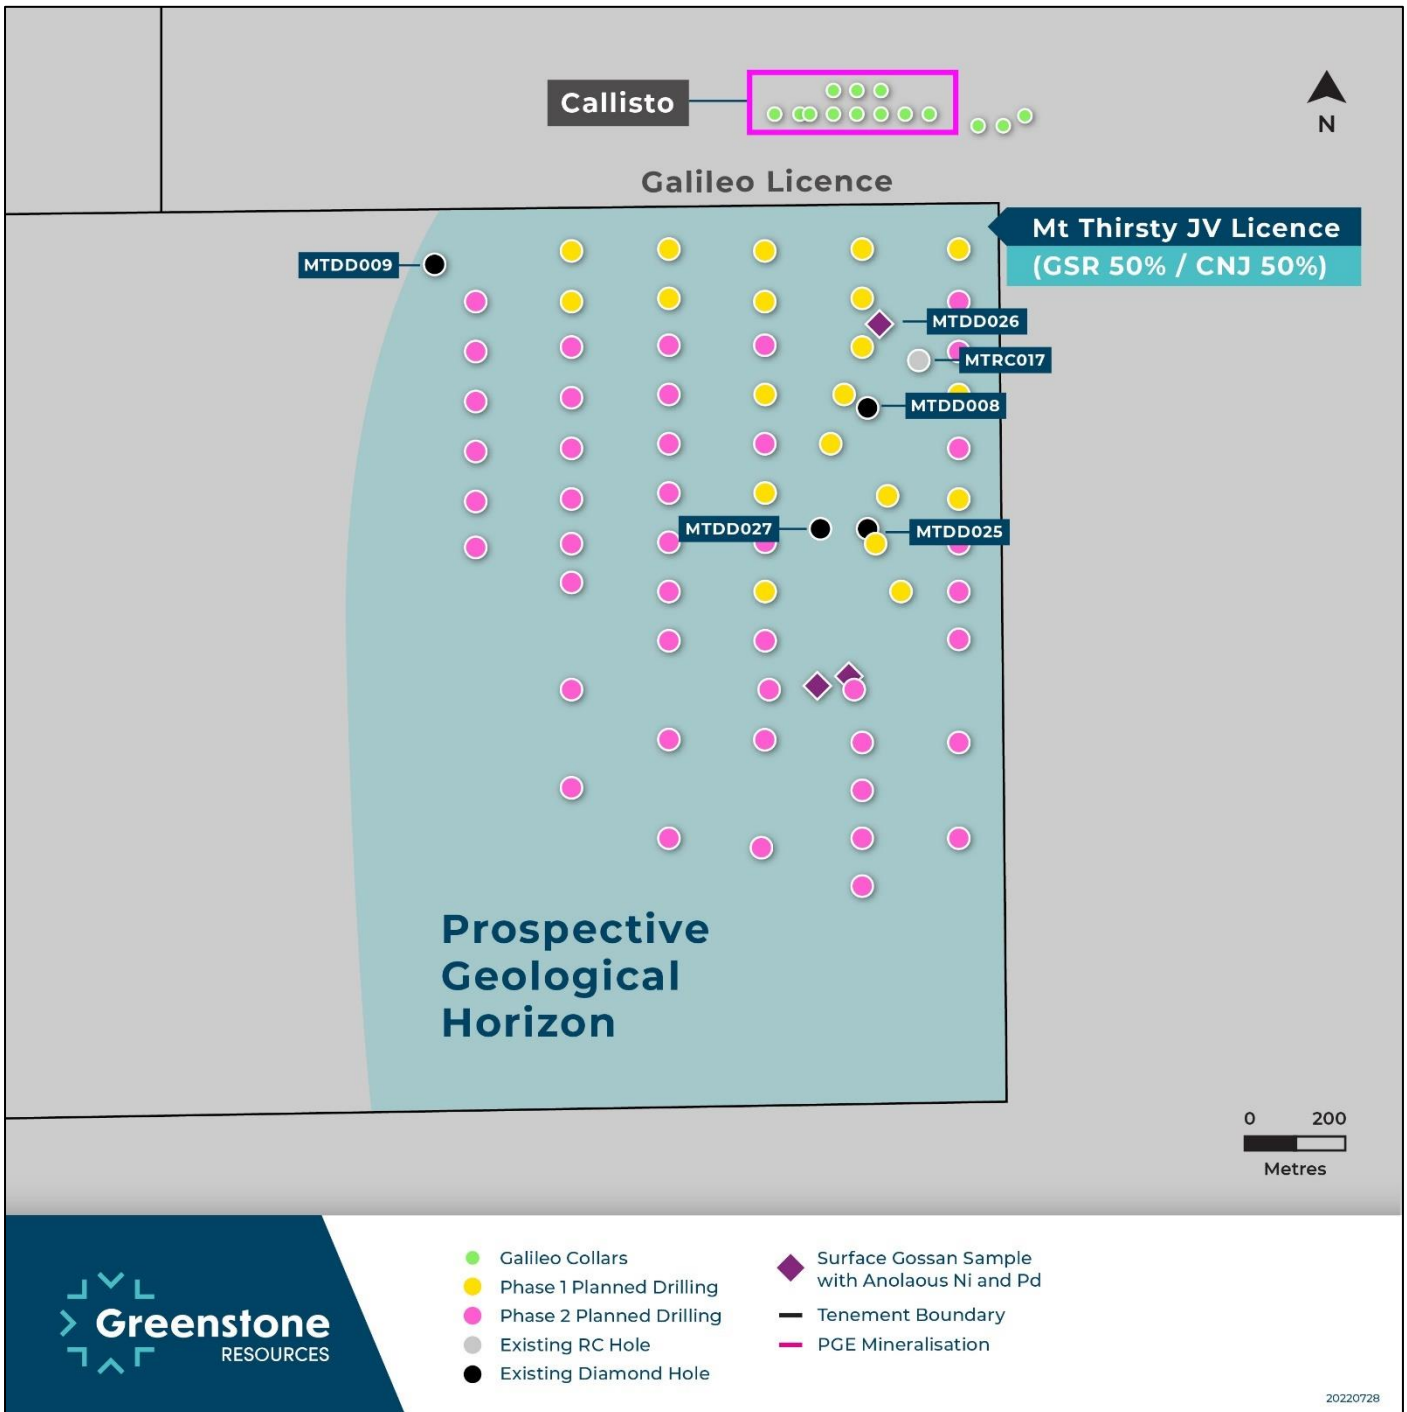 Callisto
N
Galileo Licence
Mt Thirsty JV Licence
(GSR 50% / CNJ 50%)
MTDD009
MTDD026
MTRC017
MTDD008
MTDD027
MTDD025
Prospective
Geological
Horizon
0 200
Metres
Greenstone
RESOURCES
Galileo Collars
Phase 1 Planned Drilling
Phase 2 Planned Drilling
Existing RC Hole
Existing Diamond Hole
Surface Gossan Sample
with Anolaous Ni and Pd
Tenement Boundary
PGE Mineralisation
20220728